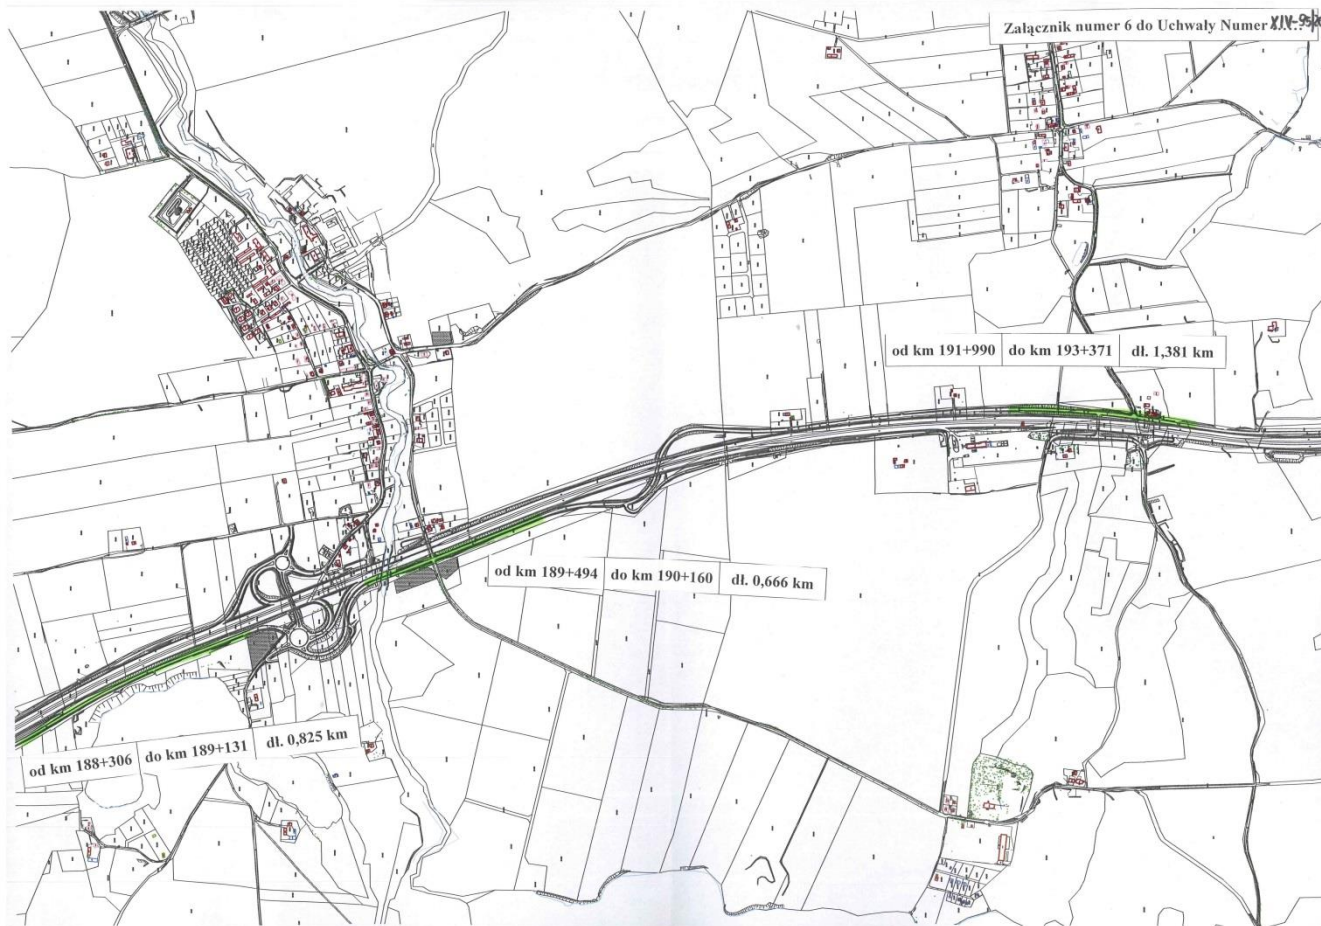 Załącznik numer 6 do Uchwały Numer XIV-95/
od km 191+990 do km 193+371 dł. 1,381 km
od km 189+494 do km 190+160 dł. 0,666 km
od km 188+306 do km 189+131 dł. 0,825 km